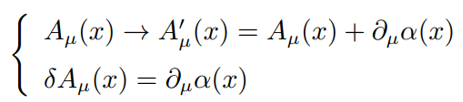 A_μ(x) → A'_μ(x) = A_μ(x) + ∂_μα(x)
δA_μ(x) = ∂_μα(x)